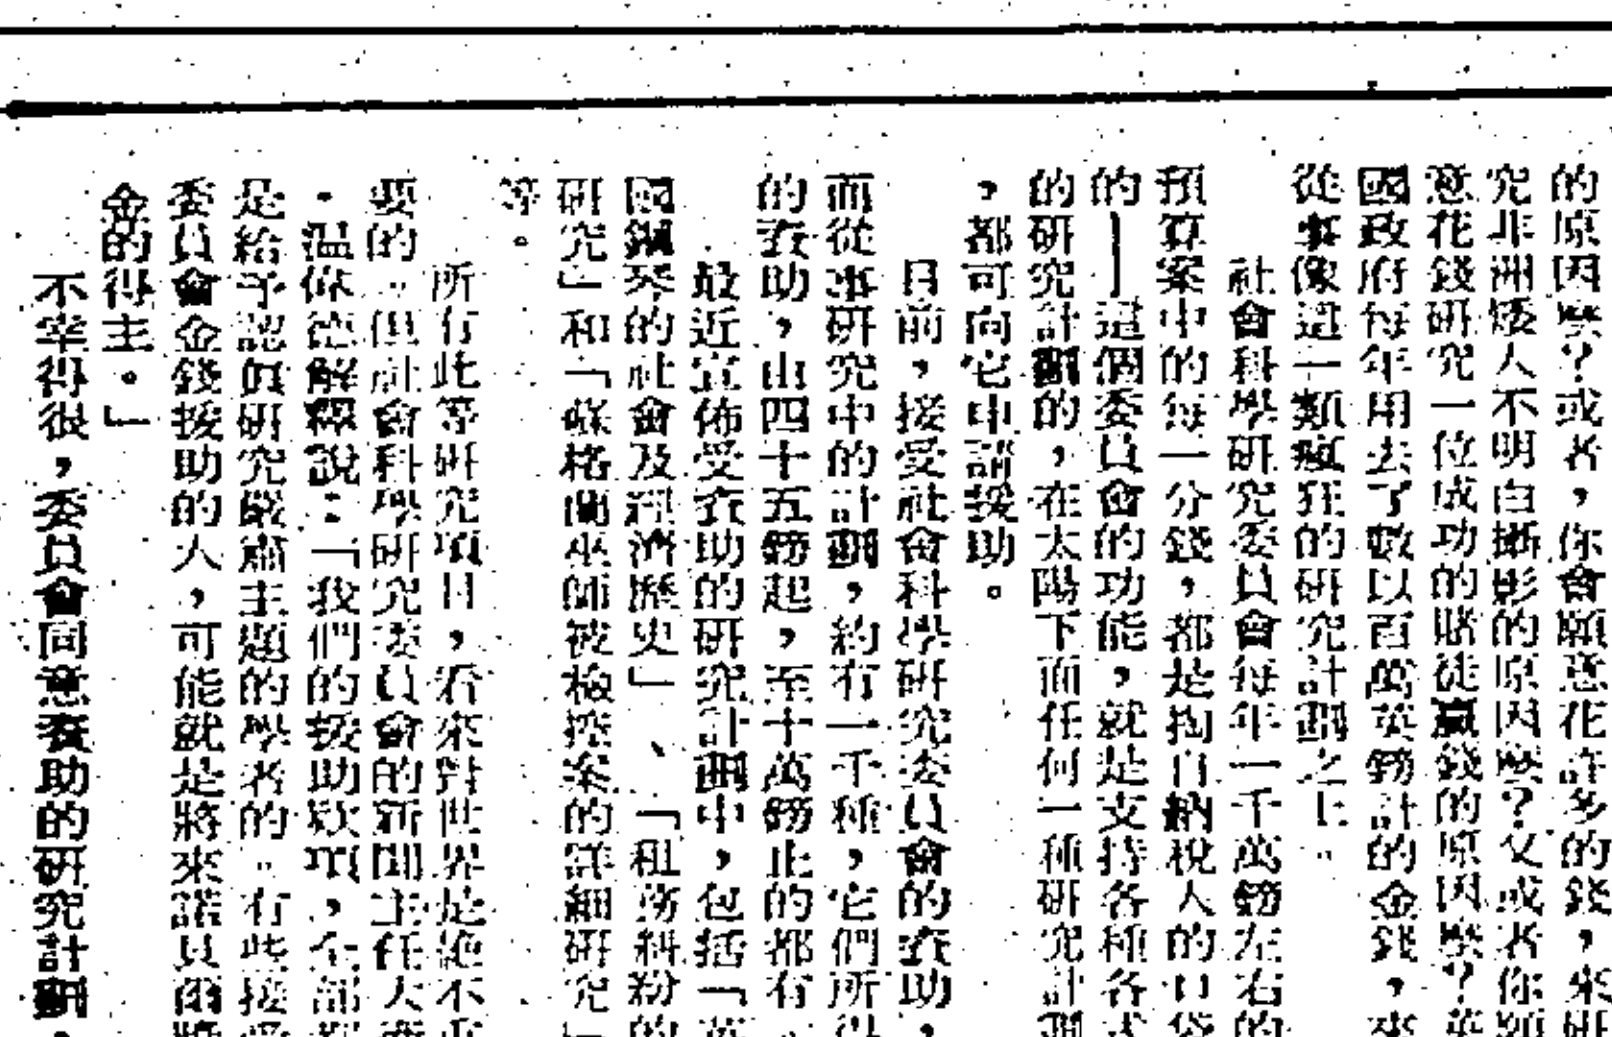 的原因麽？或者，你會願意花許多的錢，來研
究非洲矮人不明白攝影的原因麽？又或者你願
意花錢研究一位成功的賭徒贏錢的原因麽？英
國政府每年用去了數以百萬英鎊計的金錢，來
從事像這一類瘋狂的研究計劃之上。
社會科學研究委員會每年一千萬鎊左右的
預算案中的每一分錢，都是掏自納稅人的口袋
的——這個委員會的功能，就是支持各種各式
的研究計劃的，在太陽下面任何一種研究計劃
，都可向它申請援助。
目前，接受社會科學研究委員會的資助，
而從事研究中的計劃，約有一千種，它們所得
的資助，由四十五鎊起，至十萬鎊止的都有。
最近宣佈受資助的研究計劃中，包括「英
國鋼琴的社會及經濟歷史」、「租務糾紛的
研究」和「蘇格蘭巫師被檢控案的詳細研究」
等。
所有此等研究項目，看來對世界是絶不重
要的。但社會科學研究委員會的新聞主任大衛
・温偉德解釋說：「我們的援助欵項，全部都
是給予認眞研究嚴肅主題的學者的。有些接受
委員會金錢援助的人，可能就是將來諾貝爾將
金的得主。」
不幸得很，委員會同意資助的研究計劃，